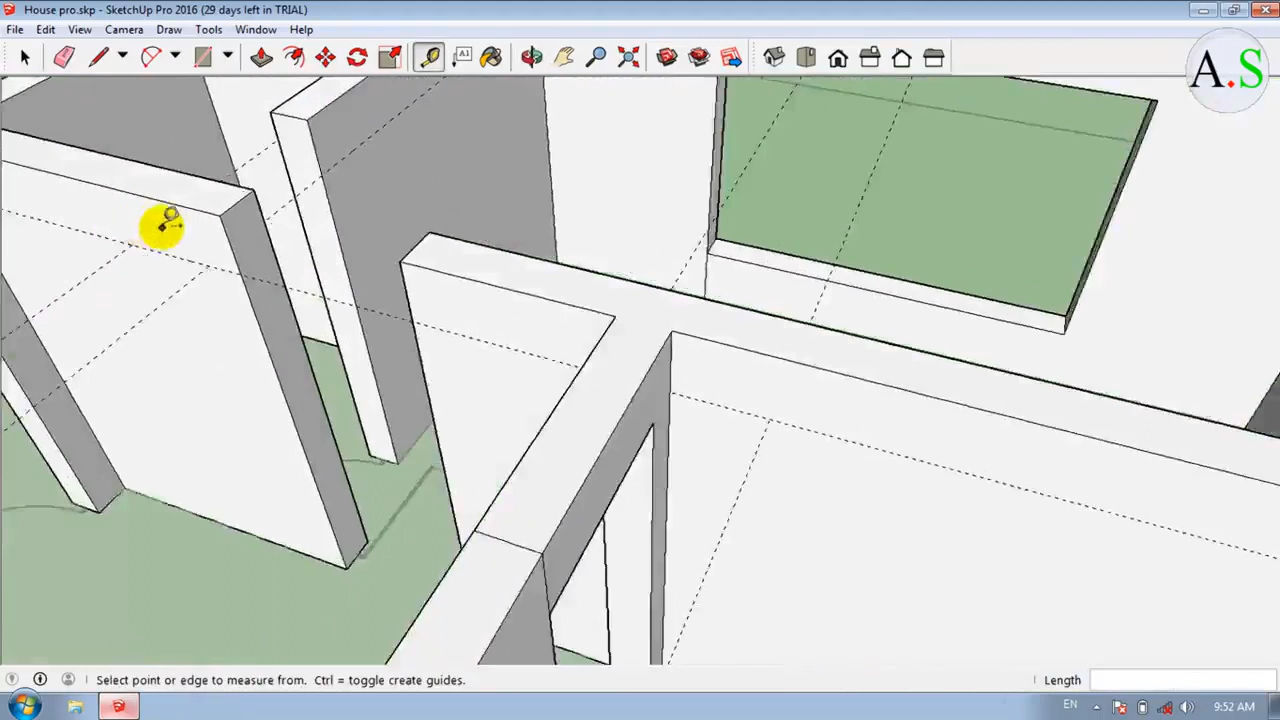 House pro.skp - SketchUp Pro 2016 (29 days left in TRIAL)
File Edit View Camera Draw Tools Window Help
A1
A.S
Select point or edge to measure from. Ctrl = toggle create guides.
Length
EN
9:52 AM